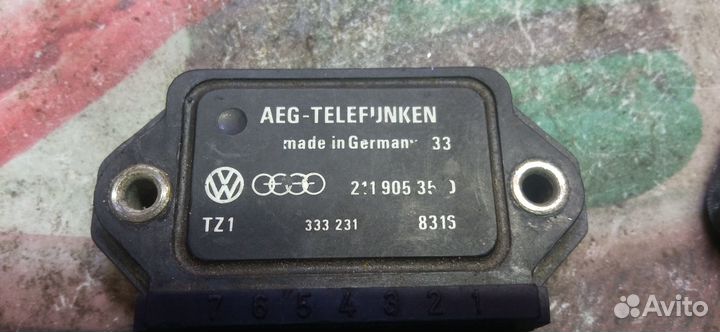 AEG-TELEFUNKEN
made in Germany 33
211 905 35
TZ1 333 231 831S
7 6 5 4 3 2 1
Avito